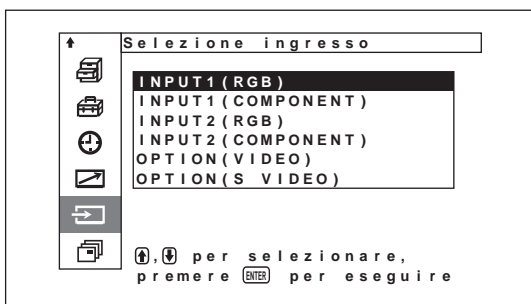 Selezione ingresso
INPUT1(RGB)
INPUT1(COMPONENT)
INPUT2(RGB)
INPUT2(COMPONENT)
OPTION(VIDEO)
OPTION(S VIDEO)
, per selezionare,
premere ENTER per eseguire